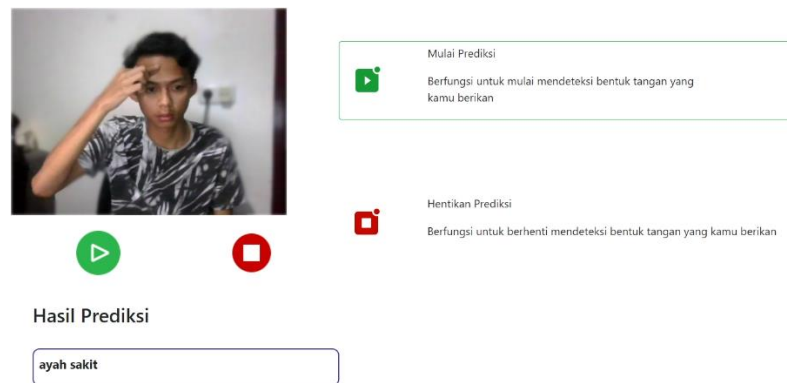 Mulai Prediksi
Berfungsi untuk mulai mendeteksi bentuk tangan yang
kamu berikan
Hentikan Prediksi
Berfungsi untuk berhenti mendeteksi bentuk tangan yang kamu berikan
Hasil Prediksi
ayah sakit